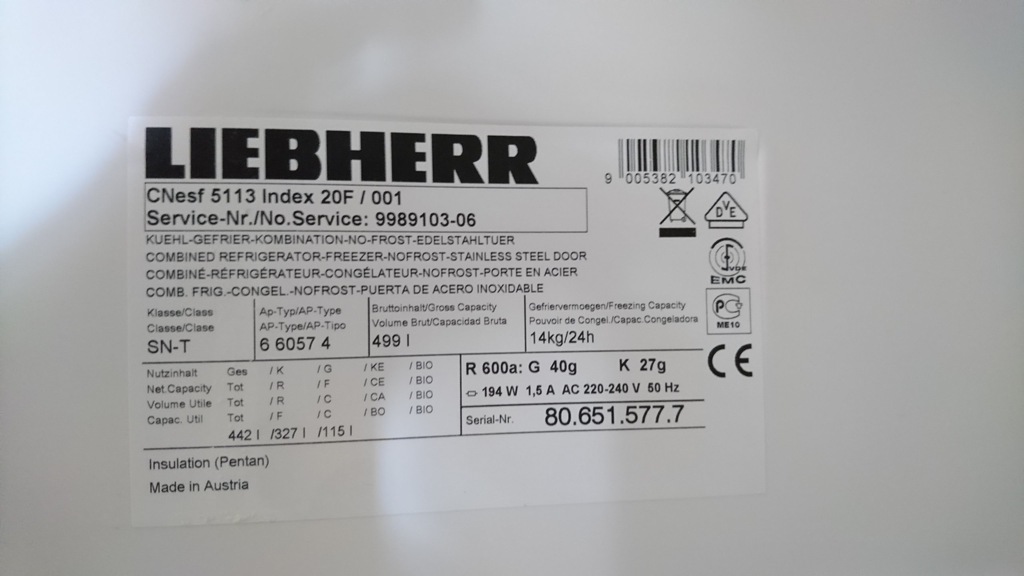 LIEBHERR
9 005382 103470
CNesf 5113 Index 20F / 001
Service-Nr./No.Service: 9989103-06
DVE
KUEHL-GEFRIER-KOMBINATION-NO-FROST-EDELSTAHLTUER
COMBINED REFRIGERATOR-FREEZER-NOFROST-STAINLESS STEEL DOOR
COMBINÉ-RÉFRIGÉRATEUR-CONGÉLATEUR-NOFROST-PORTE EN ACIER
COMB. FRIG.-CONGEL.-NOFROST-PUERTA DE ACERO INOXIDABLE
VDE
EMC
Klasse/Class
Classe/Clase
SN-T
Ap-Typ/AP-Type
AP-Type/AP-Tipo
6 6057 4
Bruttoinhalt/Gross Capacity
Volume Brut/Capacidad Bruta
499 l
Gefriervermoegen/Freezing Capacity
Pouvoir de Congel./Capac.Congeladora
14kg/24h
ME10
CE
Nutzinhalt Ges / K / G / KE / BIO
Net.Capacity Tot / R / F / CE / BIO
Volume Utile Tot / R / C / CA / BIO
Capac. Util Tot / F / C / BO / BIO
442 l /327 l /115 l
R 600a: G 40g K 27g
194 W 1,5 A AC 220-240 V 50 Hz
Serial-Nr. 80.651.577.7
Insulation (Pentan)
Made in Austria